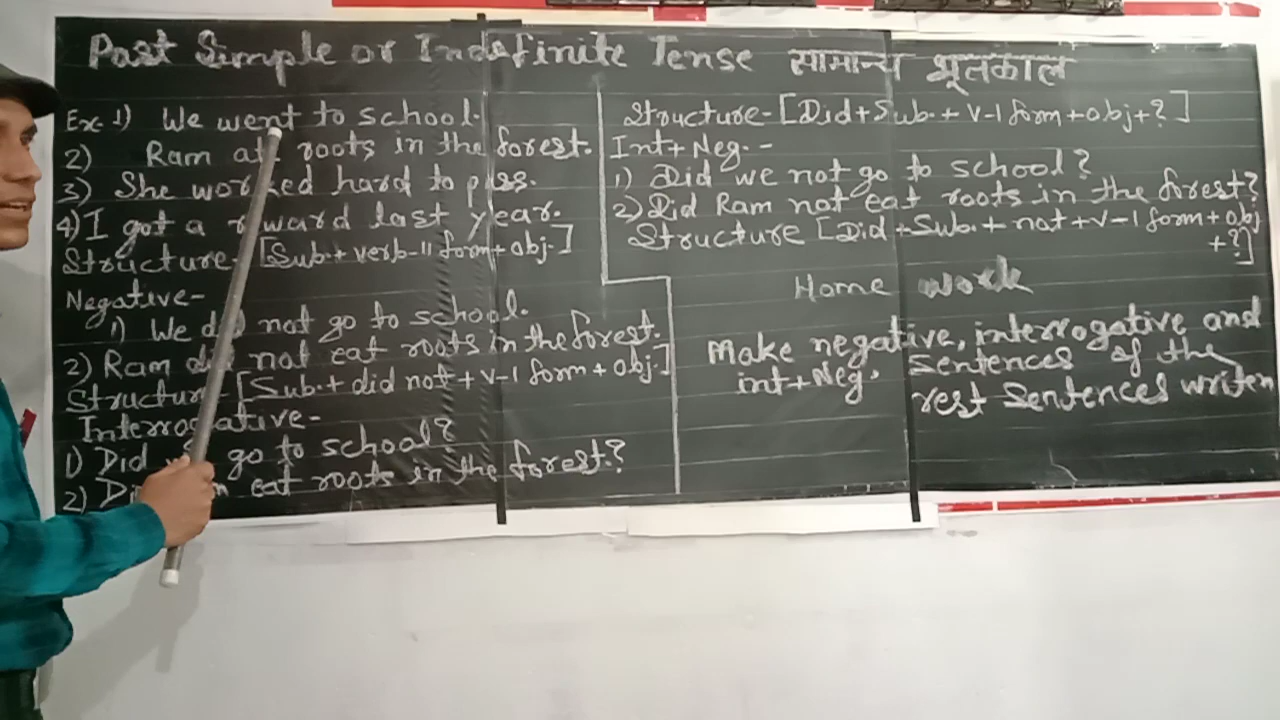 Past Simple or Indefinite Tense सामान्य भूतकाल
Ex. 1) We went to school.
2) Ram ate roots in the forest.
3) She worked hard to pass.
4) I got a reward last year.
Structure- [Sub.+ verb-II form+ obj.]
Negative-
1) We did not go to school.
2) Ram did not eat roots in the forest.
Structure- [Sub.+ did not + V-1 form + obj.]
Interrogative-
1) Did we go to school?
2) Did Ram eat roots in the forest?
Structure- [Did+Sub.+ V-1 form+obj+?]
Int+ Neg.-
1) Did we not go to school?
2) Did Ram not eat roots in the forest?
Structure [Did+Sub.+ not+V-1 form+obj
+?]
Home work
Make negative, interrogative and
int+Neg. Sentences of the
rest Sentences writen